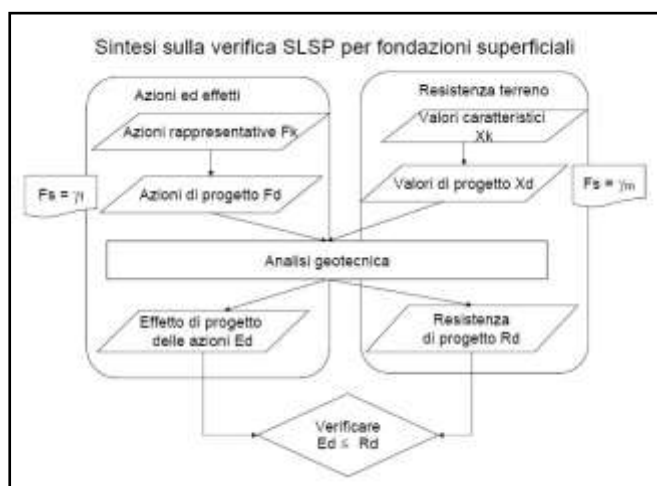 Sintesi sulla verifica SLSP per fondazioni superficiali
Azioni ed effetti
Resistenza terreno
Azioni rappresentative Fk
Valori caratteristici
Xk
Fs = γf
Azioni di progetto Fd
Valori di progetto Xd
Fs = γm
Analisi geotecnica
Effetto di progetto
delle azioni Ed
Resistenza
di progetto Rd
Verificare
Ed ≤ Rd